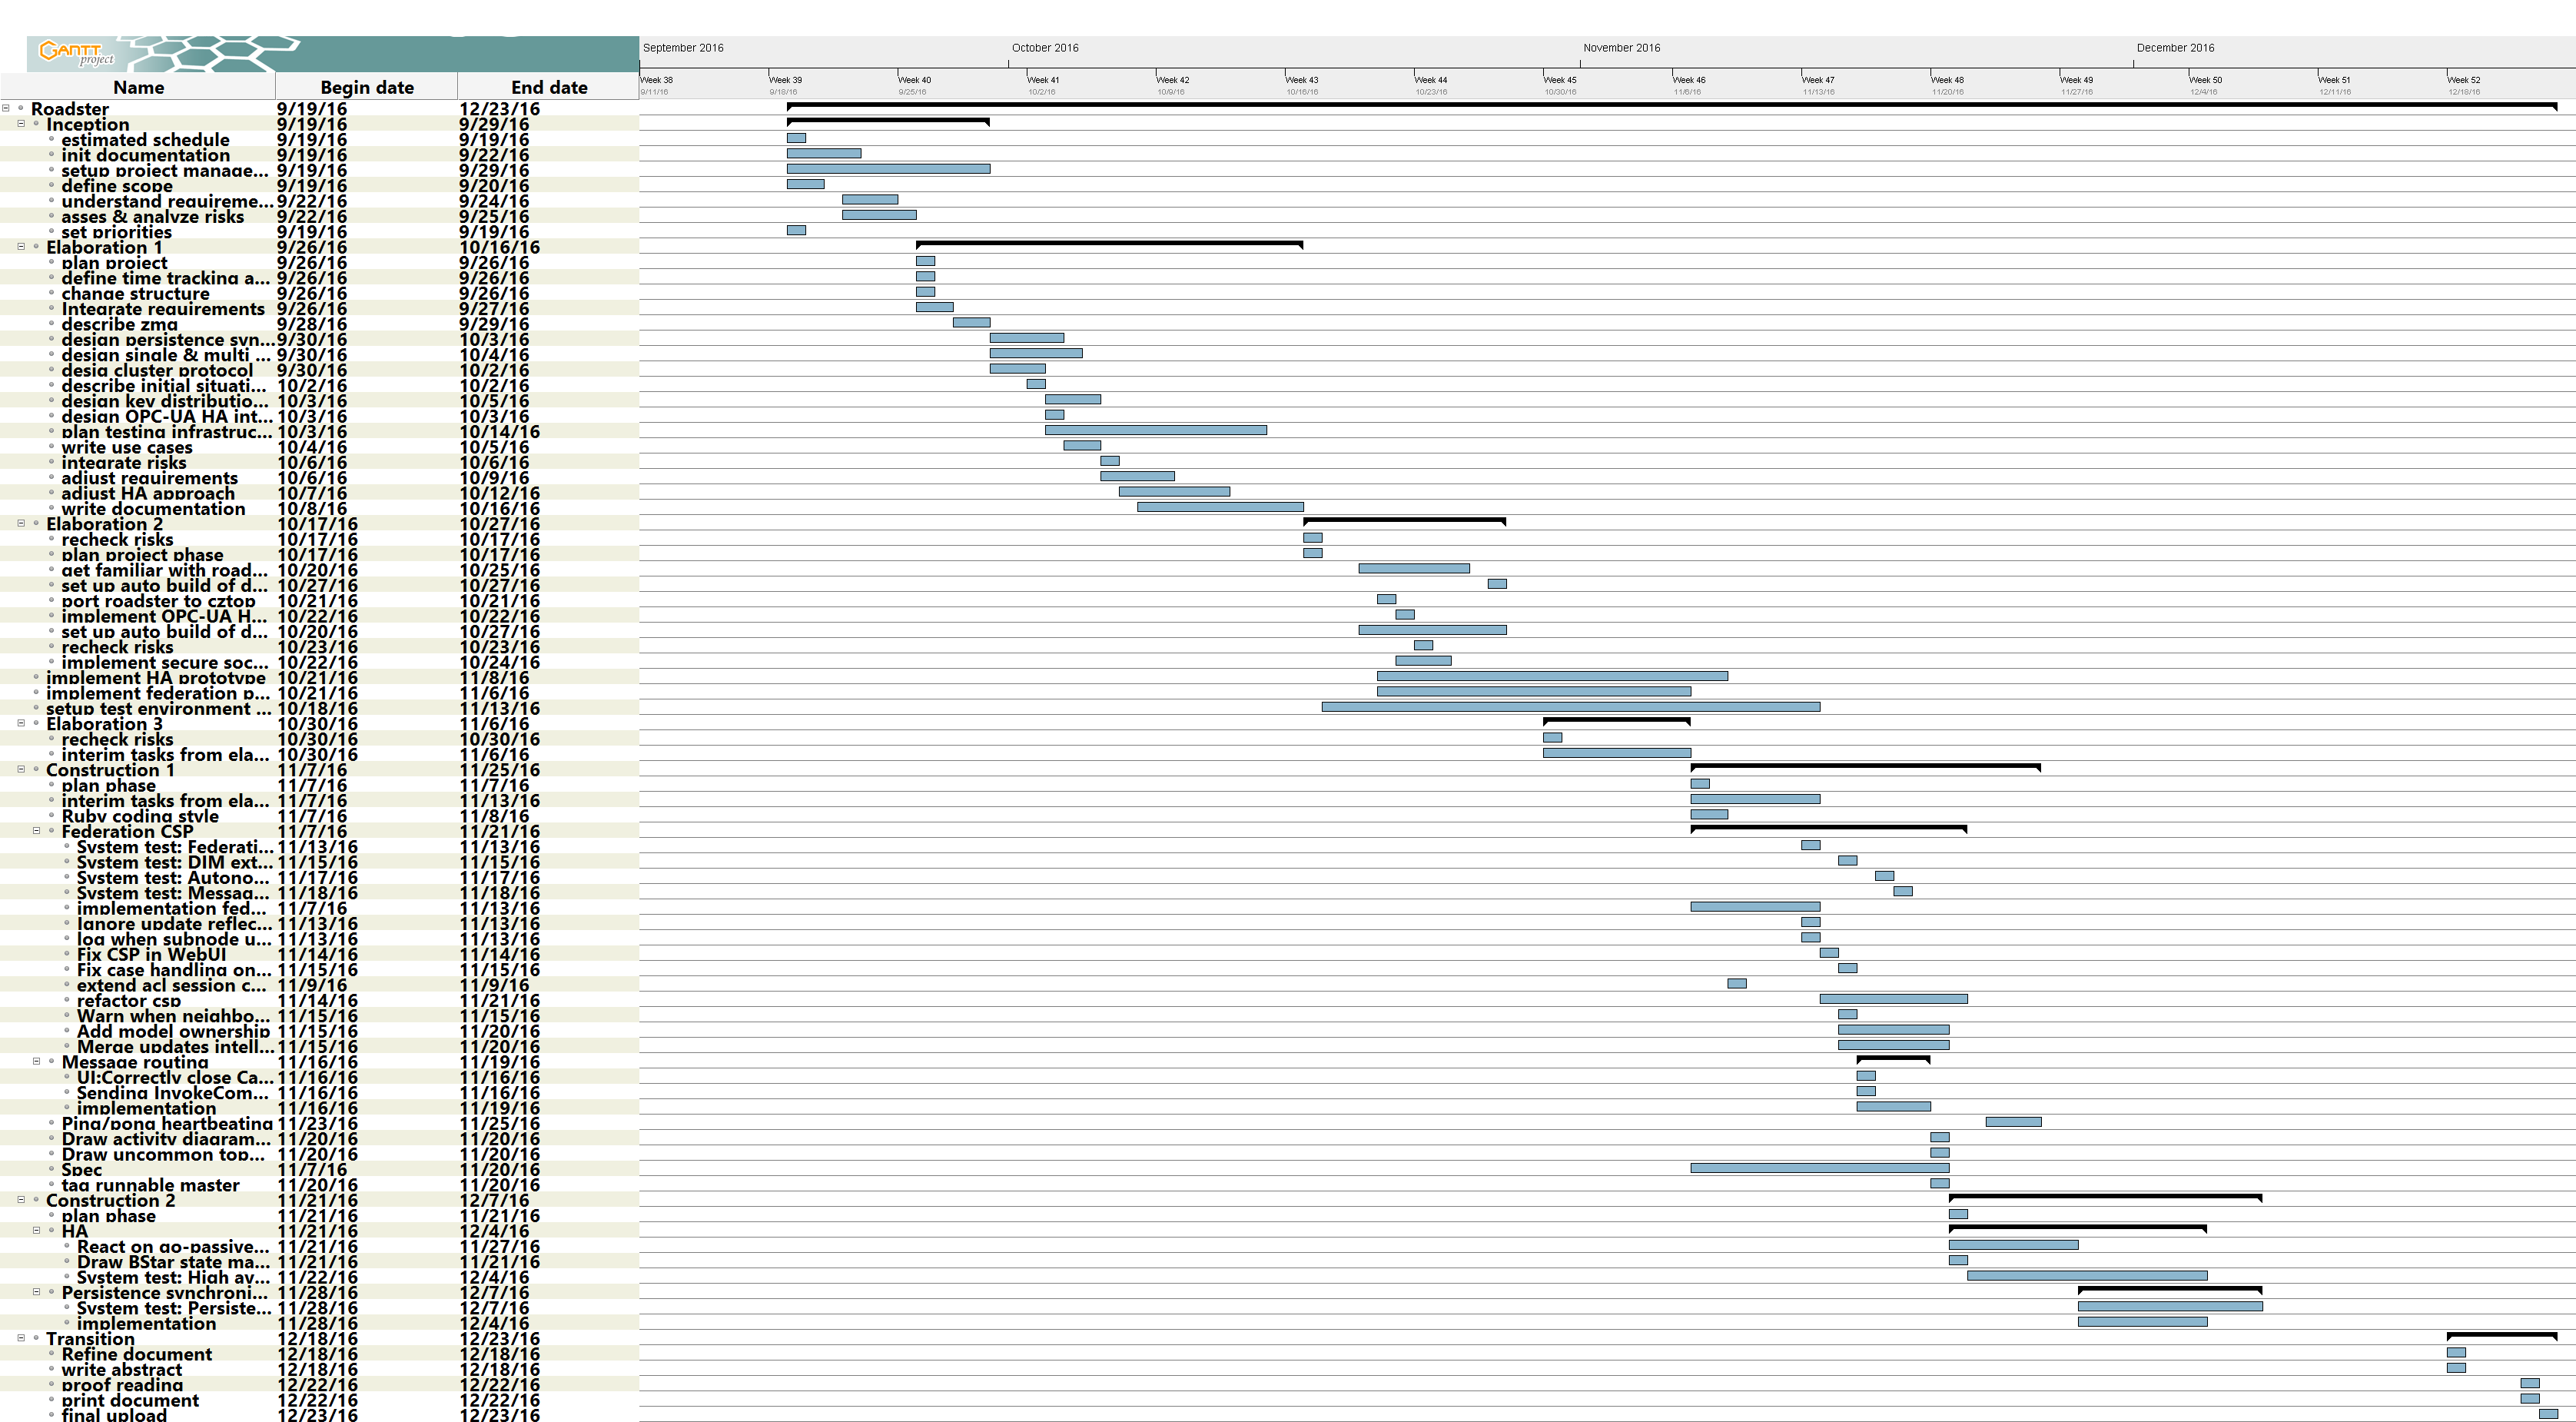 GANTT
project
September 2016 October 2016 November 2016 December 2016
Name Begin date End date
Week 38 Week 39 Week 40 Week 41 Week 42 Week 43 Week 44 Week 45 Week 46 Week 47 Week 48 Week 49 Week 50 Week 51 Week 52
9/11/16 9/18/16 9/25/16 10/2/16 10/9/16 10/16/16 10/23/16 10/30/16 11/6/16 11/13/16 11/20/16 11/27/16 12/4/16 12/11/16 12/18/16
Roadster 9/19/16 12/23/16
Inception 9/19/16 9/29/16
estimated schedule 9/19/16 9/19/16
init documentation 9/19/16 9/22/16
setup project manage... 9/19/16 9/29/16
define scope 9/19/16 9/20/16
understand requireme... 9/22/16 9/24/16
asses & analyze risks 9/22/16 9/25/16
set priorities 9/19/16 9/19/16
Elaboration 1 9/26/16 10/16/16
plan project 9/26/16 9/26/16
define time tracking a... 9/26/16 9/26/16
change structure 9/26/16 9/26/16
Integrate requirements 9/26/16 9/27/16
describe zmq 9/28/16 9/29/16
design persistence syn... 9/30/16 10/3/16
design single & multi ... 9/30/16 10/4/16
desig cluster protocol 9/30/16 10/2/16
describe initial situati... 10/2/16 10/2/16
design key distributio... 10/3/16 10/5/16
design OPC-UA HA int... 10/3/16 10/3/16
plan testing infrastruc... 10/3/16 10/14/16
write use cases 10/4/16 10/5/16
integrate risks 10/6/16 10/6/16
adjust requirements 10/6/16 10/9/16
adjust HA approach 10/7/16 10/12/16
write documentation 10/8/16 10/16/16
Elaboration 2 10/17/16 10/27/16
recheck risks 10/17/16 10/17/16
plan project phase 10/17/16 10/17/16
get familiar with road... 10/20/16 10/25/16
set up auto build of d... 10/27/16 10/27/16
port roadster to cztop 10/21/16 10/21/16
implement OPC-UA H... 10/22/16 10/22/16
set up auto build of d... 10/20/16 10/27/16
recheck risks 10/23/16 10/23/16
implement secure soc... 10/22/16 10/24/16
implement HA prototype 10/21/16 11/8/16
implement federation p... 10/21/16 11/6/16
setup test environment ... 10/18/16 11/13/16
Elaboration 3 10/30/16 11/6/16
recheck risks 10/30/16 10/30/16
interim tasks from ela... 10/30/16 11/6/16
Construction 1 11/7/16 11/25/16
plan phase 11/7/16 11/7/16
interim tasks from ela... 11/7/16 11/13/16
Ruby coding style 11/7/16 11/8/16
Federation CSP 11/7/16 11/21/16
System test: Federati... 11/13/16 11/13/16
System test: DIM ext... 11/15/16 11/15/16
System test: Autono... 11/17/16 11/17/16
System test: Messag... 11/18/16 11/18/16
implementation fed... 11/7/16 11/13/16
Ignore update reflec... 11/13/16 11/13/16
log when subnode u... 11/13/16 11/13/16
Fix CSP in WebUI 11/14/16 11/14/16
Fix case handling on... 11/15/16 11/15/16
extend acl session c... 11/9/16 11/9/16
refactor csp 11/14/16 11/21/16
Warn when neighbo... 11/15/16 11/15/16
Add model ownership 11/15/16 11/20/16
Merge updates intell... 11/15/16 11/20/16
Message routing 11/16/16 11/19/16
UI:Correctly close Ca... 11/16/16 11/16/16
Sending InvokeCom... 11/16/16 11/16/16
implementation 11/16/16 11/19/16
Ping/pong heartbeating 11/23/16 11/25/16
Draw activity diagram... 11/20/16 11/20/16
Draw uncommon top... 11/20/16 11/20/16
Spec 11/7/16 11/20/16
tag runnable master 11/20/16 11/20/16
Construction 2 11/21/16 12/7/16
plan phase 11/21/16 11/21/16
HA 11/21/16 12/4/16
React on go-passive... 11/21/16 11/27/16
Draw BStar state ma... 11/21/16 11/21/16
System test: High av... 11/22/16 12/4/16
Persistence synchroni... 11/28/16 12/7/16
System test: Persiste... 11/28/16 12/7/16
implementation 11/28/16 12/4/16
Transition 12/18/16 12/23/16
Refine document 12/18/16 12/18/16
write abstract 12/18/16 12/18/16
proof reading 12/22/16 12/22/16
print document 12/22/16 12/22/16
final upload 12/23/16 12/23/16